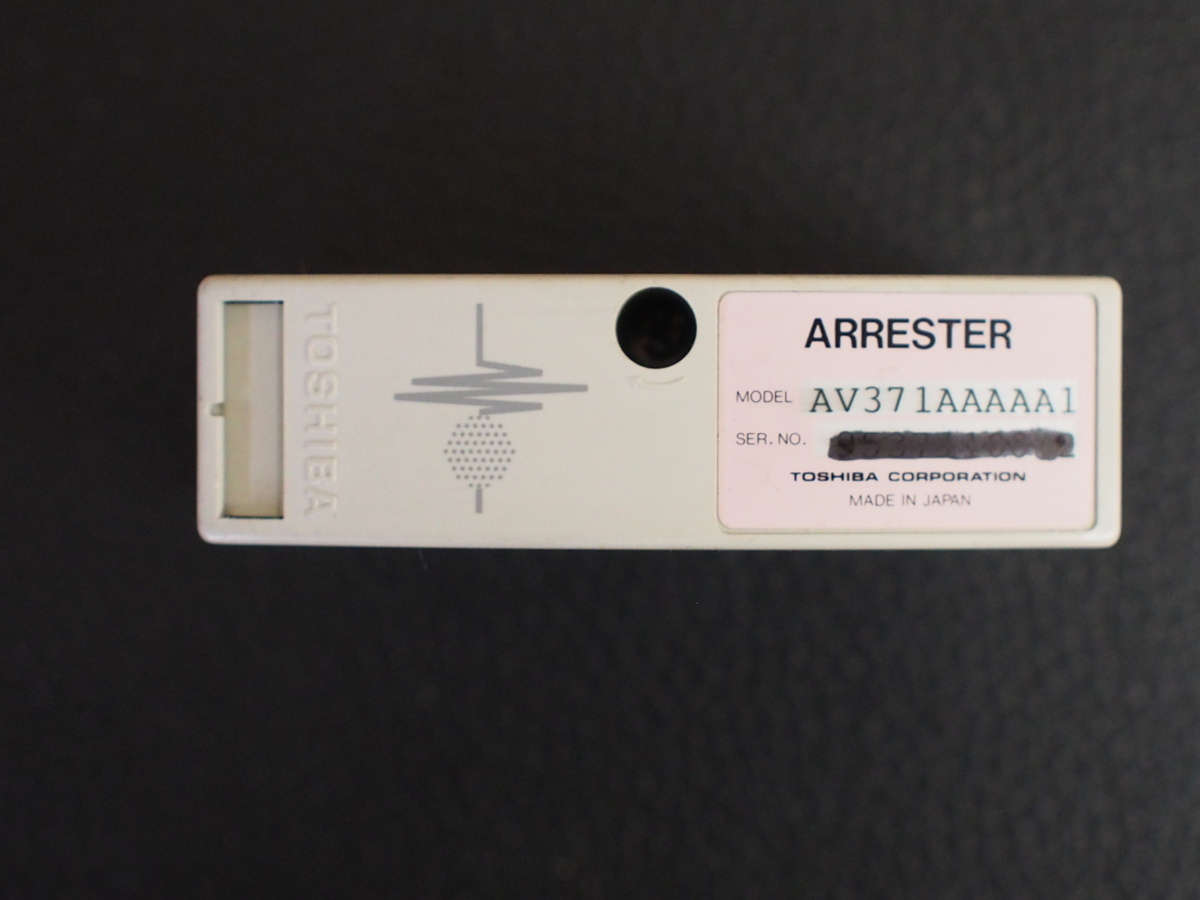 TOSHIBA
ARRESTER
MODEL AV371AAAAA1
SER. NO.
TOSHIBA CORPORATION
MADE IN JAPAN